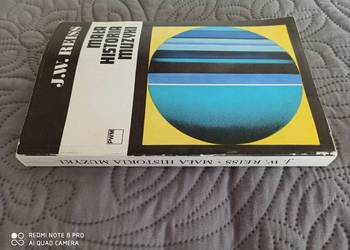 J.W. REISS
MAŁA
HISTORIA
MUZYKI
PWM
J. W. REISS • MAŁA HISTORIA MUZYKI
REDMI NOTE 8 PRO
AI QUAD CAMERA